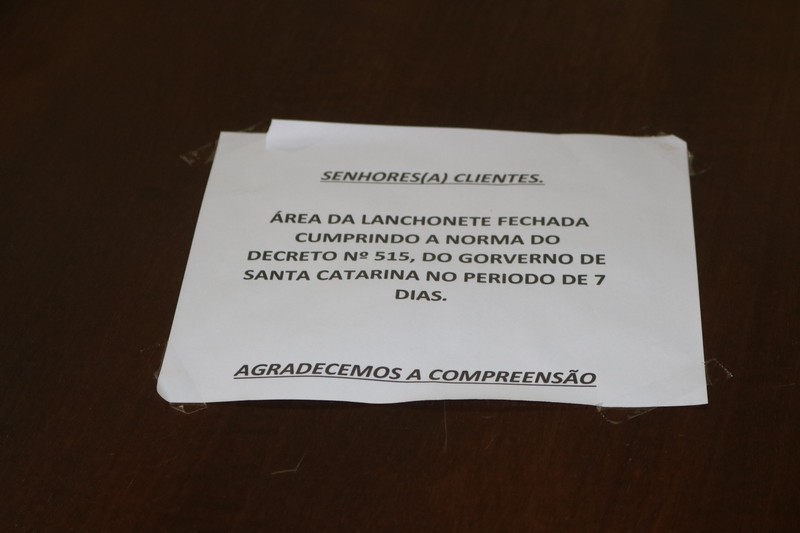 SENHORES(A) CLIENTES.
ÁREA DA LANCHONETE FECHADA
CUMPRINDO A NORMA DO
DECRETO Nº 515, DO GORVERNO DE
SANTA CATARINA NO PERIODO DE 7
DIAS.
AGRADECEMOS A COMPREENSÃO